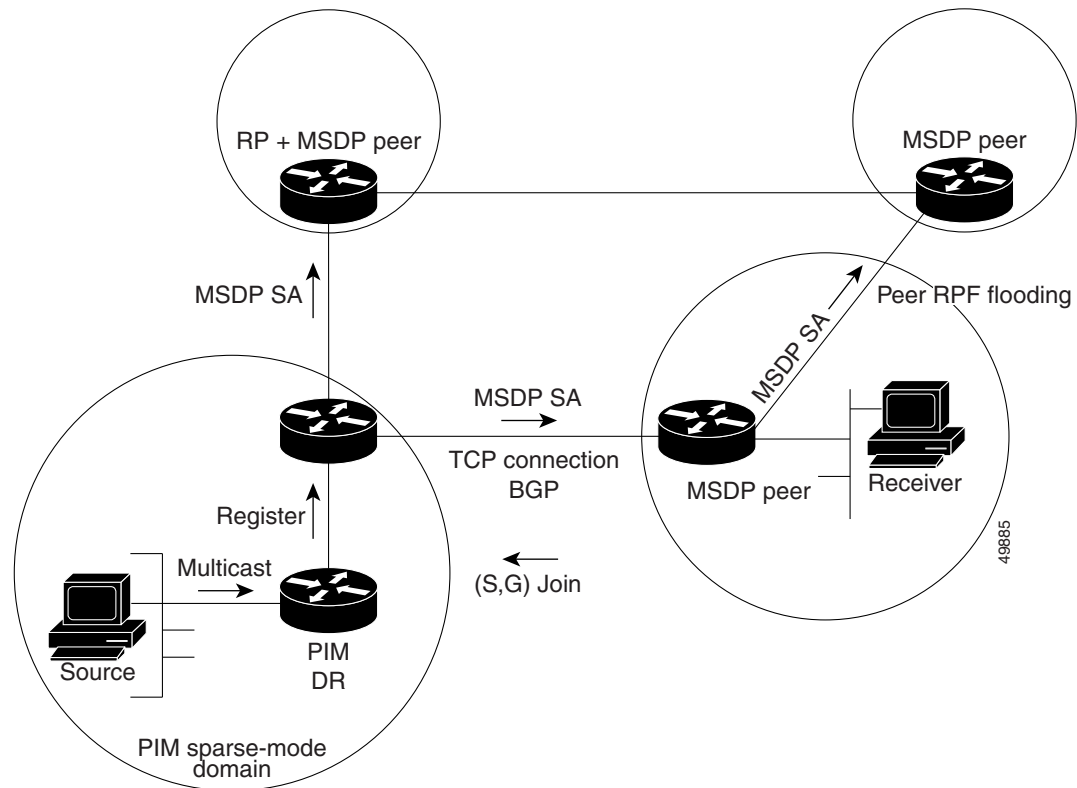 RP + MSDP peer
MSDP peer
MSDP SA
Peer RPF flooding
MSDP SA
MSDP SA
TCP connection
BGP
MSDP peer
Receiver
Register
49885
Multicast
(S,G) Join
Source
PIM
DR
PIM sparse-mode
domain